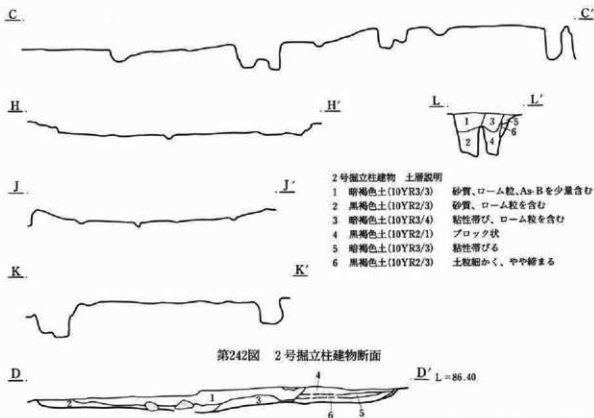 C C′
H H′ L L′
1 3 5
6
2 4
J J′
2号掘立柱建物 土層説明
1 暗褐色土(10YR3/3) 砂質、ローム粒、As-Bを少量含む
2 黒褐色土(10YR2/3) 砂質、ローム粒を含む
3 暗褐色土(10YR3/4) 粘性帯び、ローム粒を含む
4 黒褐色土(10YR2/1) ブロック状
5 暗褐色土(10YR3/3) 粘性帯びる
6 黒褐色土(10YR2/3) 土粒細かく、やや締まる
K K′
第242図 2号掘立柱建物断面
D D′ L=86.40
4
2 1 3
6 5